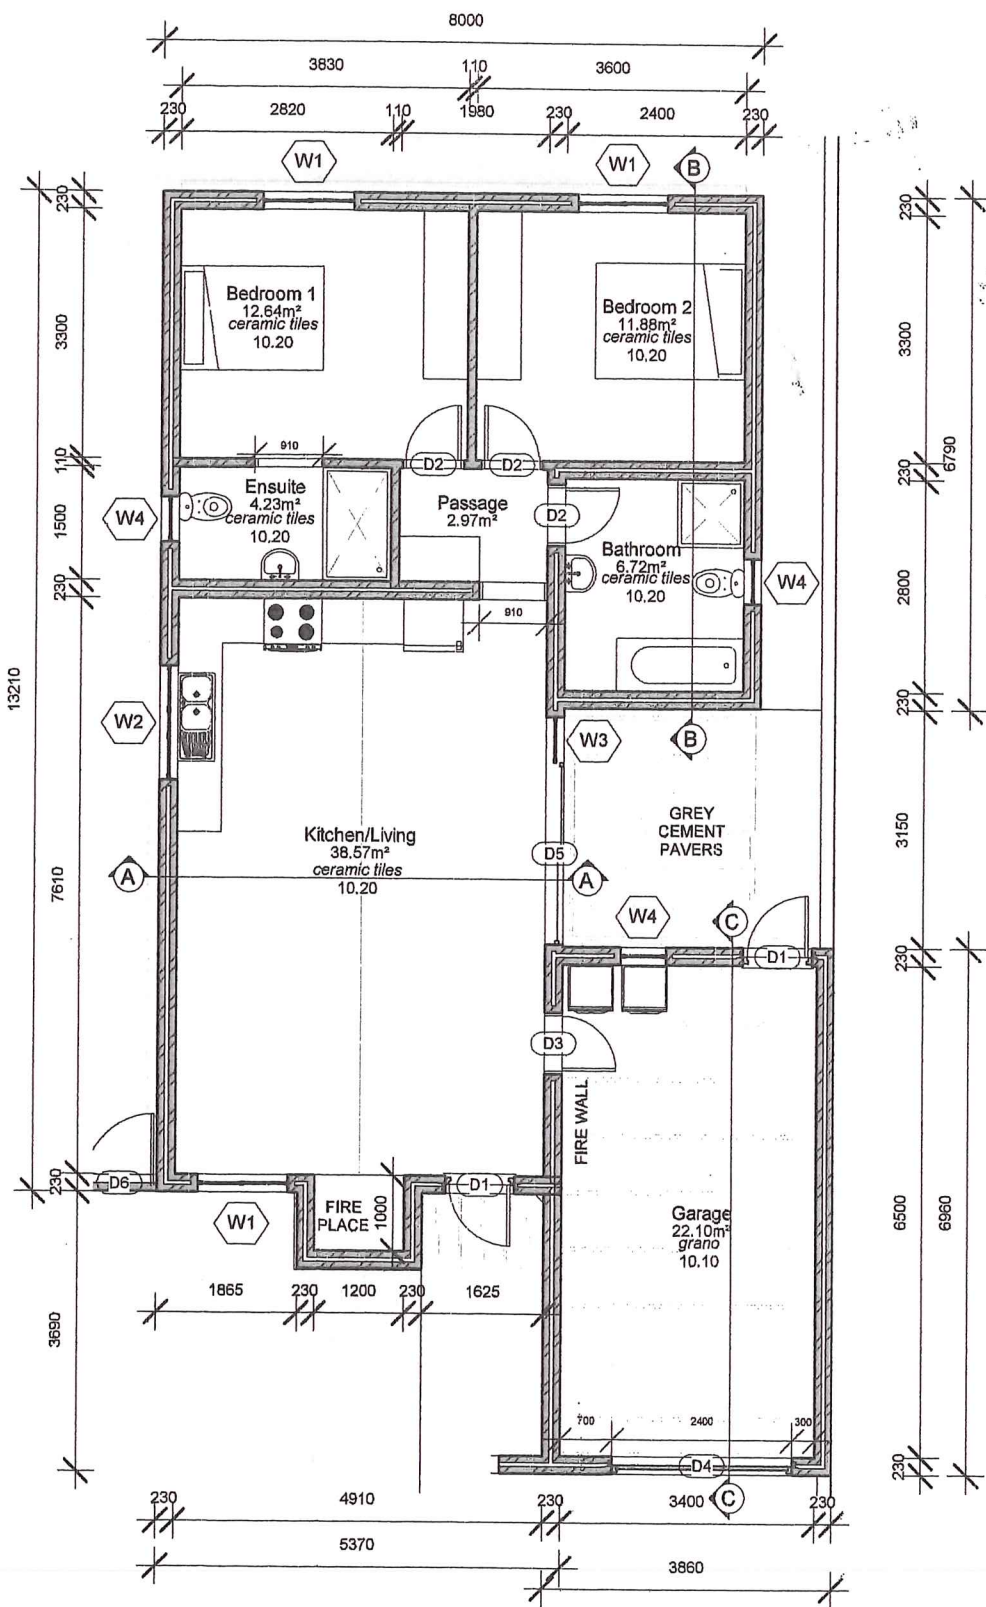 8000
3830 110 3600
230 2820 110 1980 230 2400 230
W1 W1 B
230 230
Bedroom 1
12.64m²
ceramic tiles
10.20
Bedroom 2
11.88m²
ceramic tiles
10.20
3300 3300
910
D2 D2
110 230 6790
Ensuite
4.23m²
ceramic tiles
10.20
Passage
2.97m²
D2
Bathroom
6.72m²
ceramic tiles
10.20
W4 W4
1500 2800
230
910
13210
W2 W3 B
230
GREY
CEMENT
PAVERS
3150
Kitchen/Living
38.57m²
ceramic tiles
10.20
D5
A A
7610
W4 C
D1
230
D3
FIRE WALL
D6 D1
230
W1
FIRE
PLACE
1000
Garage
22.10m²
grano
10.10
6500 6960
1865 230 1200 230 1625
3690
700 2400 300
D4
230
C
230 4910 230 3400 230
5370
3860